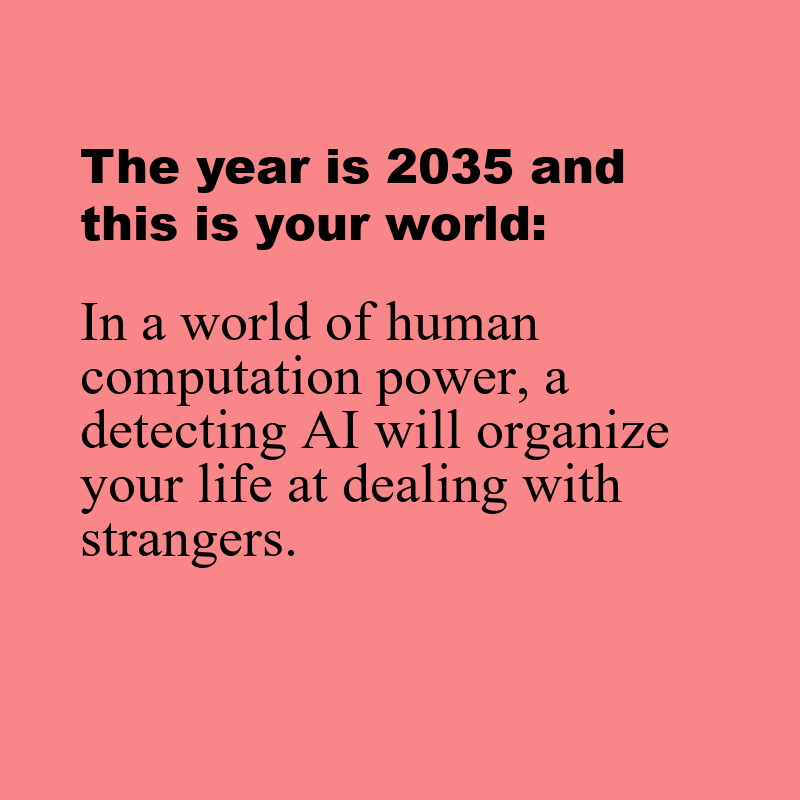 The year is 2035 and
this is your world:
In a world of human
computation power, a
detecting AI will organize
your life at dealing with
strangers.